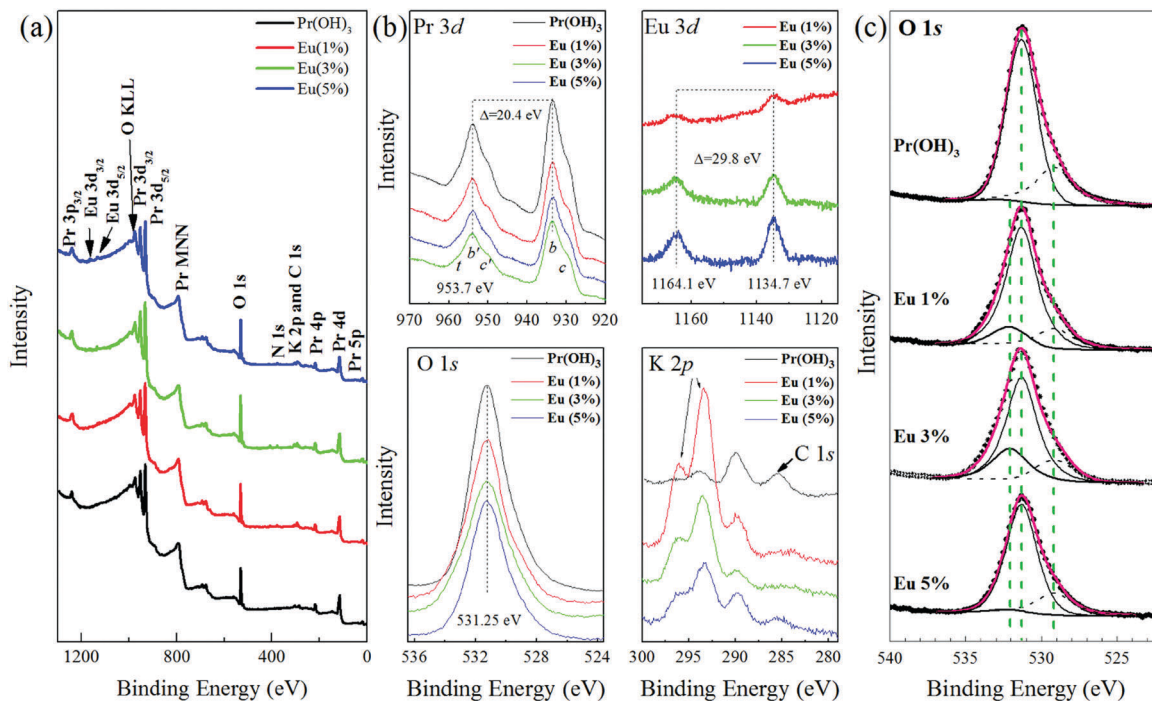 (a)
Pr(OH)3
Eu(1%)
Eu(3%)
Eu(5%)
O KLL
Pr 3p3/2
Eu 3d3/2
Eu 3d5/2
Pr 3d3/2
Pr 3d5/2
Pr MNN
O 1s
N 1s
K 2p and C 1s
Pr 4p
Pr 4d
Pr 5p
Intensity
1200 800 400 0
Binding Energy (eV)
(b)
Pr 3d
Pr(OH)3
Eu (1%)
Eu (3%)
Eu (5%)
Δ=20.4 eV
t b' c' b c
953.7 eV
Intensity
970 960 950 940 930 920
Eu 3d
Eu (1%)
Eu (3%)
Eu (5%)
Δ=29.8 eV
1164.1 eV 1134.7 eV
1160 1140 1120
O 1s
Pr(OH)3
Eu (1%)
Eu (3%)
Eu (5%)
531.25 eV
Intensity
536 532 528 524
Binding Energy (eV)
K 2p
Pr(OH)3
Eu (1%)
Eu (3%)
Eu (5%)
C 1s
300 295 290 285 280
Binding Energy (eV)
(c)
O 1s
Pr(OH)3
Eu 1%
Eu 3%
Eu 5%
540 535 530 525
Binding Energy (eV)